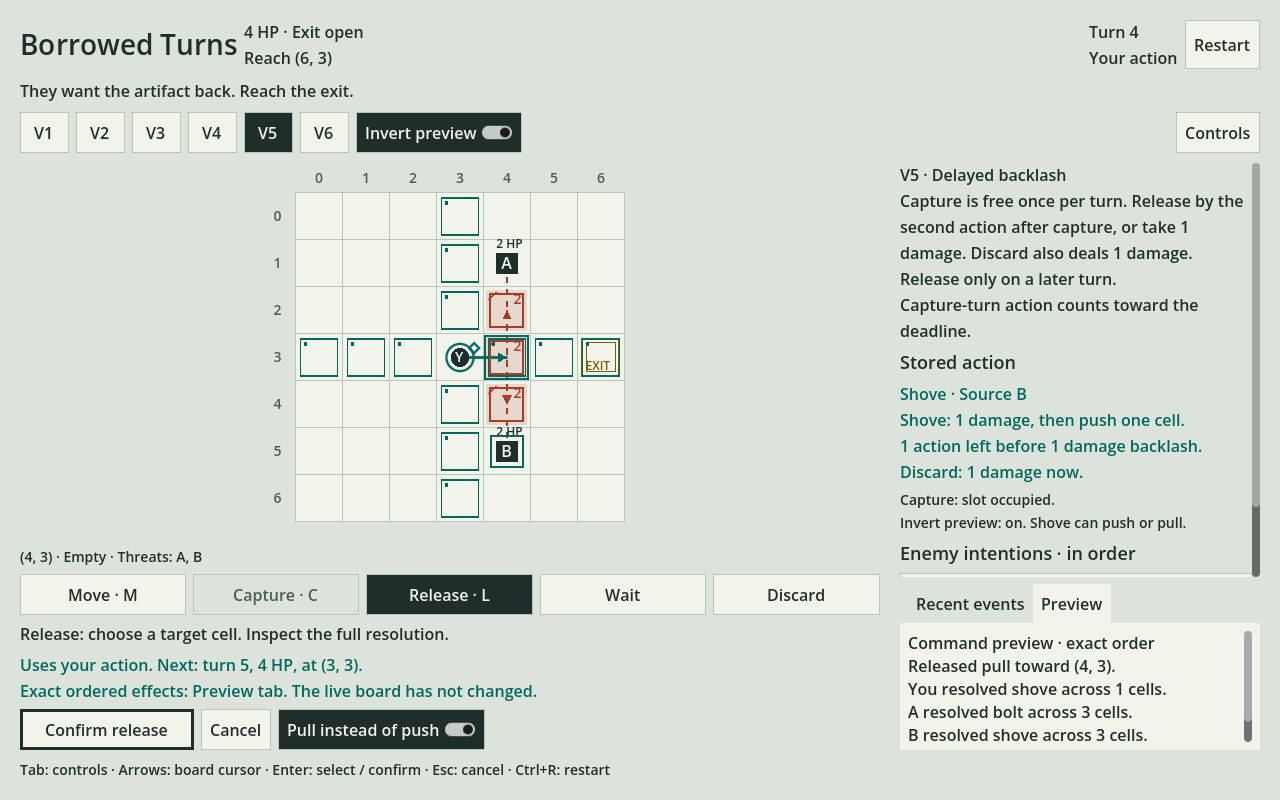 Borrowed Turns
4 HP · Exit open
Reach (6, 3)
Turn 4
Your action
Restart
They want the artifact back. Reach the exit.
V1
V2
V3
V4
V5
V6
Invert preview
Controls
0 1 2 3 4 5 6
0
1
2
3
4
5
6
2 HP
A
2
Y
2
EXIT
2
2 HP
B
V5 · Delayed backlash
Capture is free once per turn. Release by the
second action after capture, or take 1
damage. Discard also deals 1 damage.
Release only on a later turn.
Capture-turn action counts toward the
deadline.
Stored action
Shove · Source B
Shove: 1 damage, then push one cell.
1 action left before 1 damage backlash.
Discard: 1 damage now.
Capture: slot occupied.
Invert preview: on. Shove can push or pull.
Enemy intentions · in order
(4, 3) · Empty · Threats: A, B
Move · M
Capture · C
Release · L
Wait
Discard
Release: choose a target cell. Inspect the full resolution.
Uses your action. Next: turn 5, 4 HP, at (3, 3).
Exact ordered effects: Preview tab. The live board has not changed.
Confirm release
Cancel
Pull instead of push
Recent events
Preview
Command preview · exact order
Released pull toward (4, 3).
You resolved shove across 1 cells.
A resolved bolt across 3 cells.
B resolved shove across 3 cells.
Tab: controls · Arrows: board cursor · Enter: select / confirm · Esc: cancel · Ctrl+R: restart